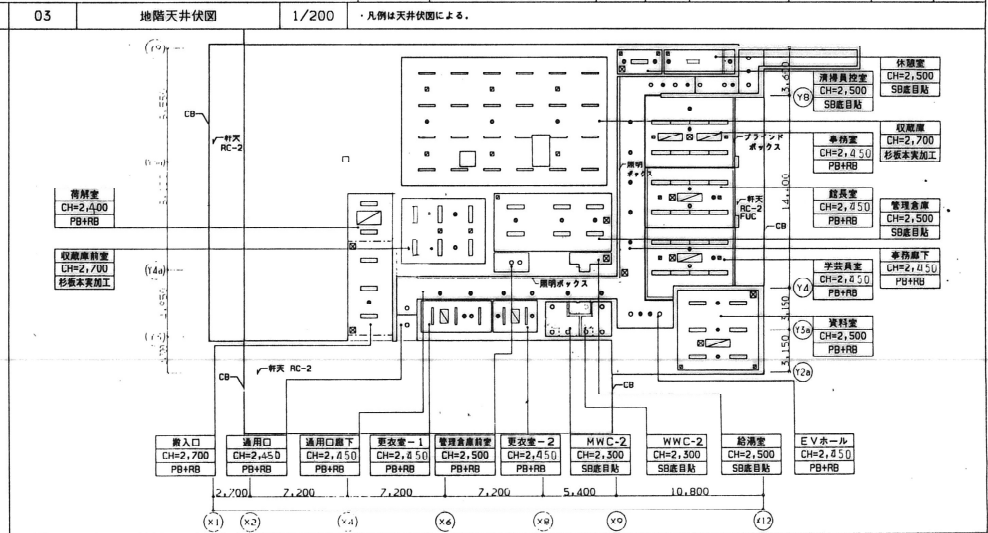 03 地階天井伏図 1/200 ・凡例は天井伏図による。
休憩室
CH=2,500
SB底目貼
清掃員控室
CH=2,500
SB底目貼
Y8
CB
軒天
RC-2
収蔵庫
CH=2,700
杉板本実加工
ブラインド
ボックス
事務室
CH=2,450
PB+RB
照明
ボックス
荷解室
CH=2,400
PB+RB
館長室
CH=2,450
PB+RB
軒天
RC-2
FUC
管理倉庫
CH=2,500
SB底目貼
14,100
CB
収蔵庫前室
CH=2,700
杉板本実加工
(Y4a)
事務廊下
CH=2,450
PB+RB
学芸員室
CH=2,450
PB+RB
照明ボックス
Y4
3,150
Y3a
資料室
CH=2,500
PB+RB
3,150
Y2a
軒天 RC-2
CB
CB
搬入口
CH=2,700
PB+RB
通用口
CH=2,450
PB+RB
通用口廊下
CH=2,450
PB+RB
更衣室-1
CH=2,450
PB+RB
管理倉庫前室
CH=2,500
PB+RB
更衣室-2
CH=2,450
PB+RB
MWC-2
CH=2,300
SB底目貼
WWC-2
CH=2,300
SB底目貼
給湯室
CH=2,500
SB底目貼
EVホール
CH=2,450
PB+RB
2,700 7,200 7,200 7,200 5,400 10,800
X1 X2 X4 X6 X8 X9 X12